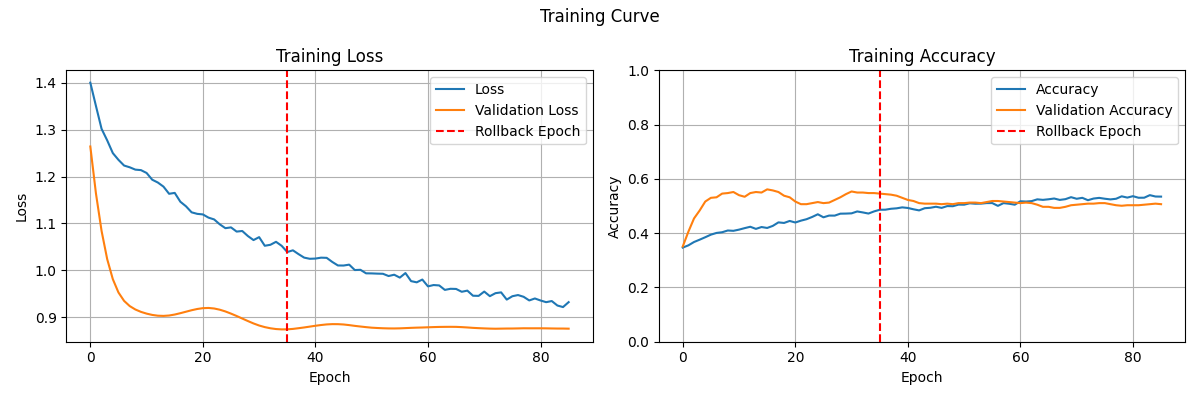 Training Curve
Training Loss
1.4
1.3
1.2
1.1
1.0
0.9
Loss
0 20 40 60 80
Epoch
Loss
Validation Loss
Rollback Epoch
Training Accuracy
1.0
0.8
0.6
0.4
0.2
0.0
Accuracy
0 20 40 60 80
Epoch
Accuracy
Validation Accuracy
Rollback Epoch